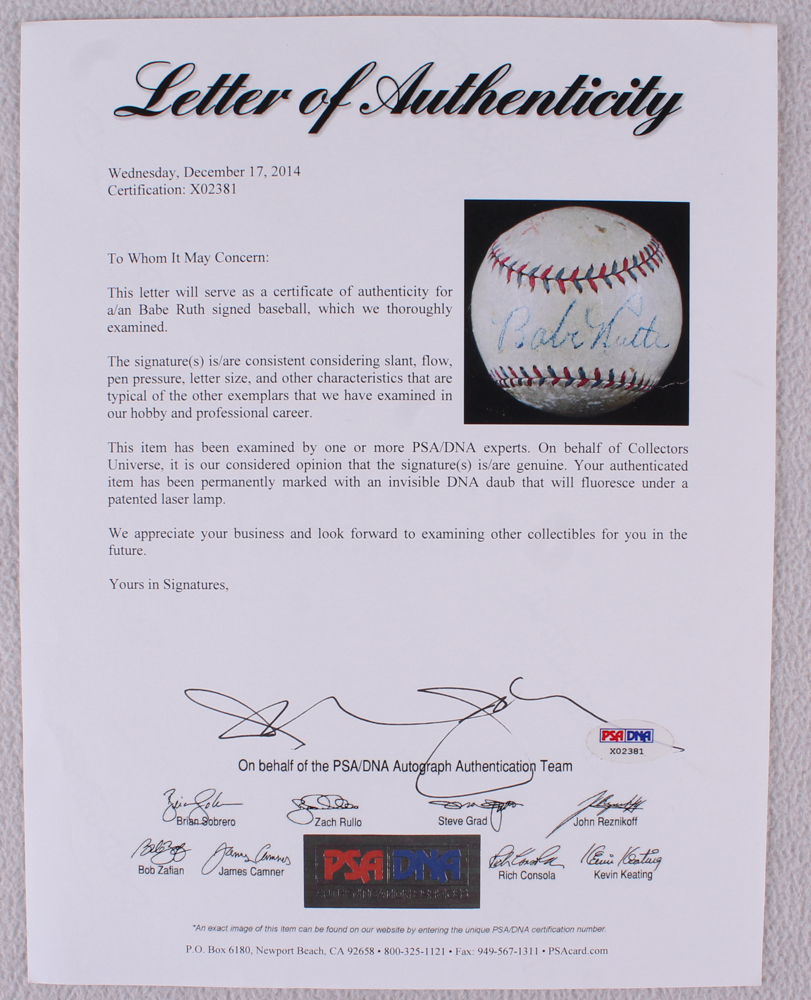 Letter of Authenticity
Wednesday, December 17, 2014
Certification: X02381
To Whom It May Concern:
This letter will serve as a certificate of authenticity for
a/an Babe Ruth signed baseball, which we thoroughly
examined.
Babe Ruth
The signature(s) is/are consistent considering slant, flow,
pen pressure, letter size, and other characteristics that are
typical of the other exemplars that we have examined in
our hobby and professional career.
This item has been examined by one or more PSA/DNA experts. On behalf of Collectors
Universe, it is our considered opinion that the signature(s) is/are genuine. Your authenticated
item has been permanently marked with an invisible DNA daub that will fluoresce under a
patented laser lamp.
We appreciate your business and look forward to examining other collectibles for you in the
future.
Yours in Signatures,
PSA DNA
X02381
On behalf of the PSA/DNA Autograph Authentication Team
Brian Sobrero Zach Rullo Steve Grad John Reznikoff
Bob Zafian James Camner Rich Consola Kevin Keating
PSA DNA
AUTHENTICATION SERVICES
*An exact image of this item can be found on our website by entering the unique PSA/DNA certification number.
P.O. Box 6180, Newport Beach, CA 92658 • 800-325-1121 • Fax: 949-567-1311 • PSAcard.com